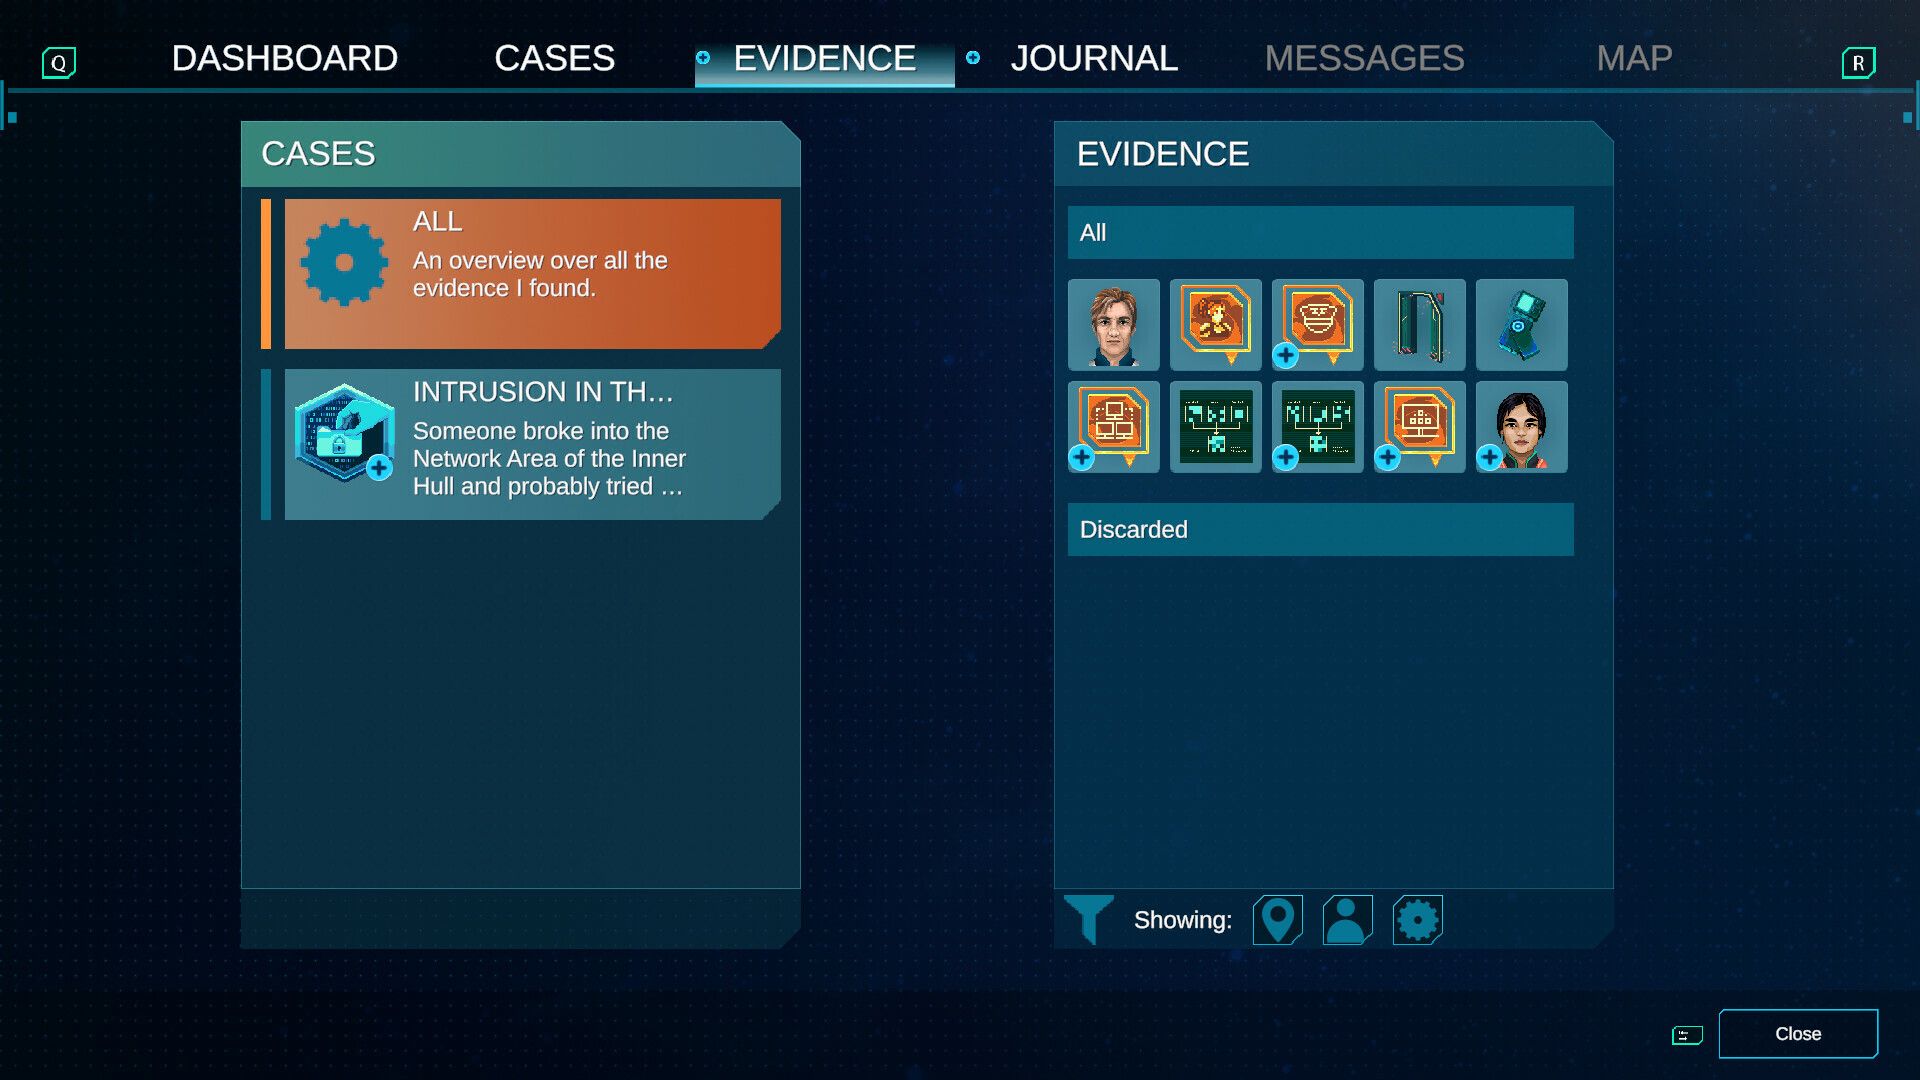 Q
DASHBOARD
CASES
EVIDENCE
JOURNAL
MESSAGES
MAP
R
CASES
ALL
An overview over all the
evidence I found.
INTRUSION IN TH...
Someone broke into the
Network Area of the Inner
Hull and probably tried ...
EVIDENCE
All
Discarded
Showing:
Close